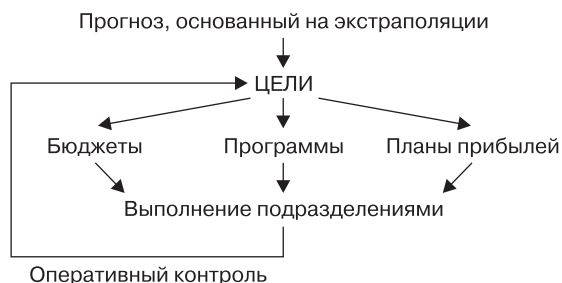 Прогноз, основанный на экстраполяции
ЦЕЛИ
Бюджеты Программы Планы прибылей
Выполнение подразделениями
Оперативный контроль